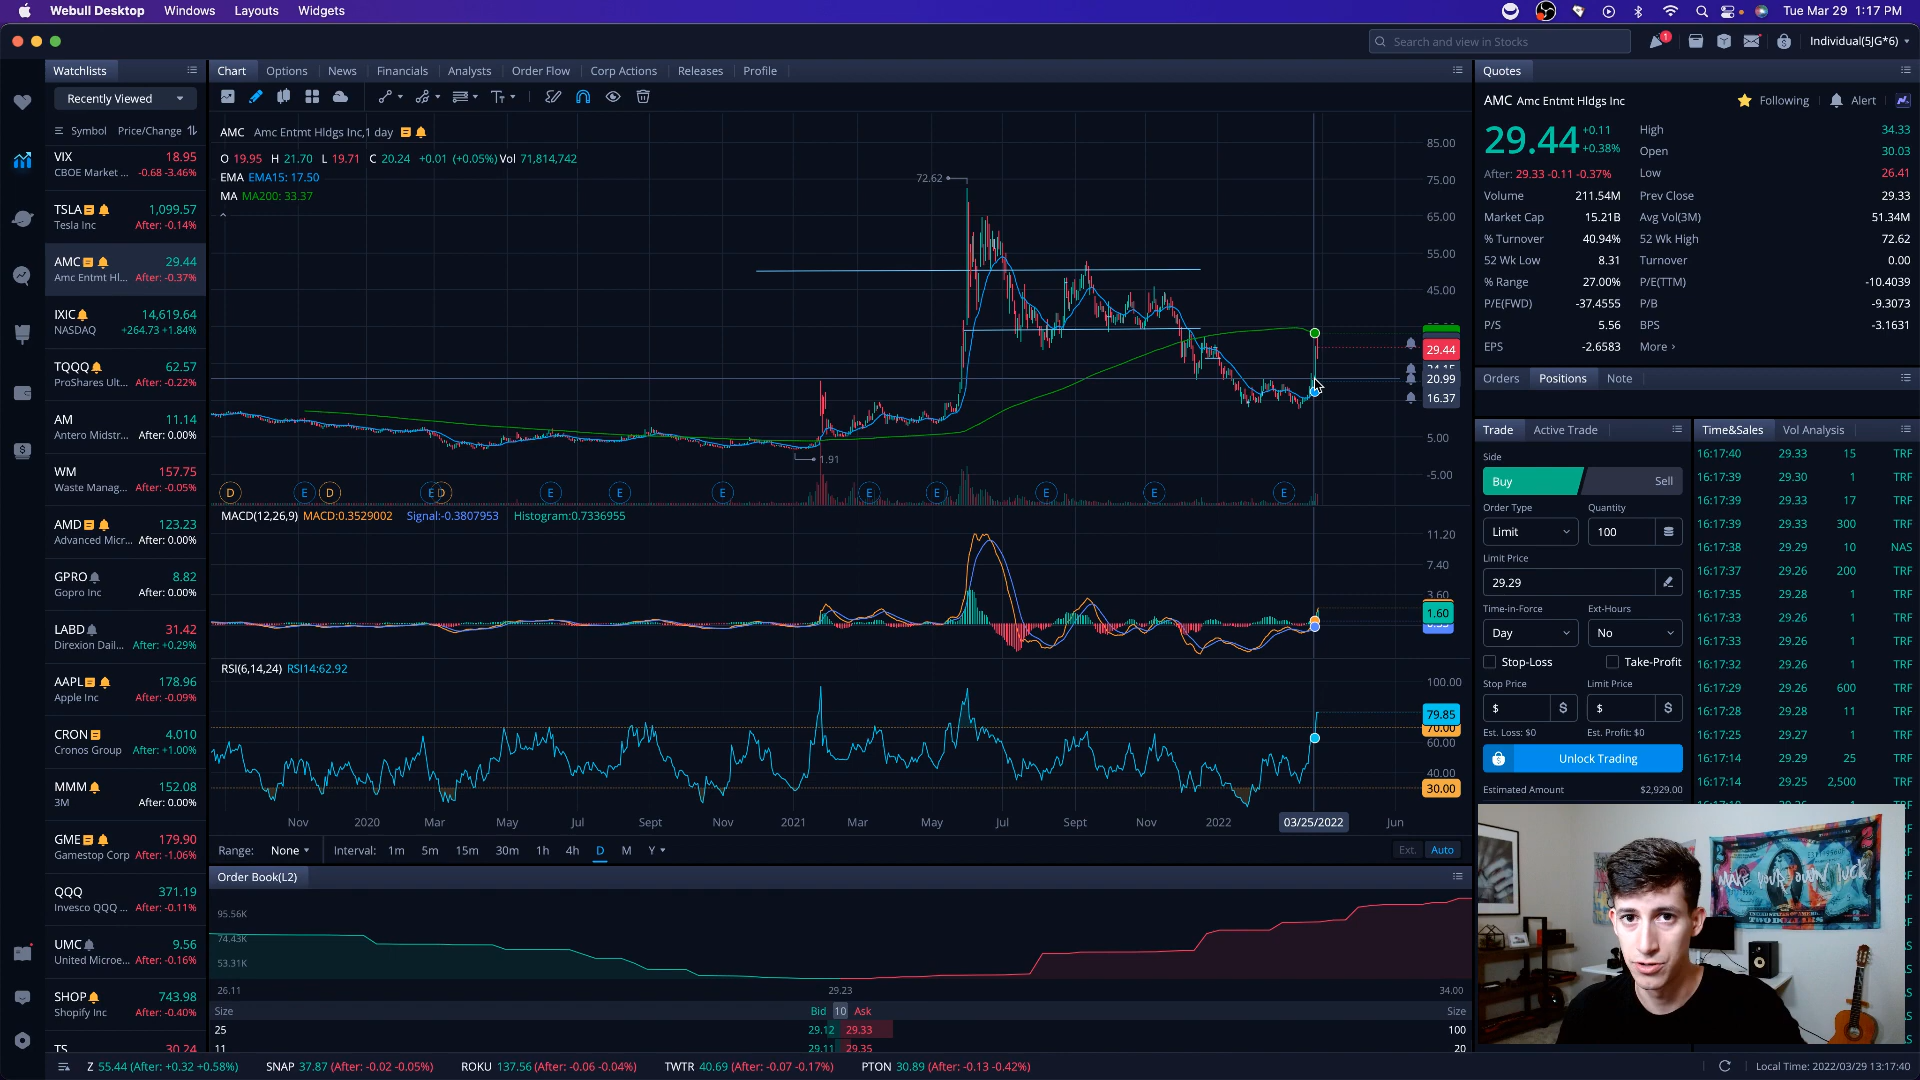 Webull Desktop Windows Layouts Widgets
Tue Mar 29 1:17 PM
Search and view in Stocks
1
Individual(5JG*6)
Watchlists
Recently Viewed
Symbol Price/Change
VIX 18.95
CBOE Market ... -0.68 -3.46%
TSLA 1,099.57
Tesla Inc After: -0.14%
AMC 29.44
Amc Entmt Hl... After: -0.37%
IXIC 14,619.64
NASDAQ +264.73 +1.84%
TQQQ 62.57
ProShares Ult... After: -0.22%
AM 11.14
Antero Midstr... After: 0.00%
WM 157.75
Waste Manag... After: -0.05%
AMD 123.23
Advanced Micr... After: 0.00%
GPRO 8.82
Gopro Inc After: 0.00%
LABD 31.42
Direxion Dail... After: +0.29%
AAPL 178.96
Apple Inc After: -0.09%
CRON 4.010
Cronos Group After: +1.00%
MMM 152.08
3M After: 0.00%
GME 179.90
Gamestop Corp After: -1.06%
QQQ 371.19
Invesco QQQ ... After: -0.11%
UMC 9.56
United Microe... After: -0.16%
SHOP 743.98
Shopify Inc After: -0.40%
TS 30.24
Chart Options News Financials Analysts Order Flow Corp Actions Releases Profile
AMC Amc Entmt Hldgs Inc,1 day
O 19.95 H 21.70 L 19.71 C 20.24 +0.01 (+0.05%) Vol 71,814,742
EMA EMA15: 17.50
MA MA200: 33.37
72.62
1.91
85.00
75.00
65.00
55.00
45.00
29.44
20.99
16.37
5.00
-5.00
D E D E D E E E E E E E E
MACD(12,26,9) MACD:0.3529002 Signal:-0.3807953 Histogram:0.7336955
11.20
7.40
3.60
1.60
RSI(6,14,24) RSI14:62.92
100.00
79.85
70.00
60.00
40.00
30.00
Nov 2020 Mar May Jul Sept Nov 2021 Mar May Jul Sept Nov 2022 03/25/2022 Jun
Range: None Interval: 1m 5m 15m 30m 1h 4h D M Y Ext. Auto
Order Book(L2)
95.56K
74.43K
53.31K
26.11 29.23 34.00
Size Bid 10 Ask Size
25 29.12 29.33 100
11 29.11 29.35 20
Quotes
AMC Amc Entmt Hldgs Inc Following Alert
29.44 +0.11 +0.38%
After: 29.33 -0.11 -0.37%
High 34.33
Open 30.03
Low 26.41
Volume 211.54M Prev Close 29.33
Market Cap 15.21B Avg Vol(3M) 51.34M
% Turnover 40.94% 52 Wk High 72.62
52 Wk Low 8.31 Turnover 0.00
% Range 27.00% P/E(TTM) -10.4039
P/E(FWD) -37.4555 P/B -9.3073
P/S 5.56 BPS -3.1631
EPS -2.6583 More >
Orders Positions Note
Trade Active Trade
Side
Buy Sell
Order Type Quantity
Limit 100
Limit Price
29.29
Time-in-Force Ext-Hours
Day No
Stop-Loss Take-Profit
Stop Price Limit Price
$ $ $ $
Est. Loss: $0 Est. Profit: $0
Unlock Trading
Estimated Amount $2,929.00
Time&Sales Vol Analysis
16:17:40 29.33 15 TRF
16:17:39 29.30 1 TRF
16:17:39 29.33 17 TRF
16:17:39 29.33 300 TRF
16:17:38 29.29 10 NAS
16:17:37 29.26 200 TRF
16:17:35 29.28 1 TRF
16:17:33 29.26 1 TRF
16:17:33 29.26 1 TRF
16:17:32 29.26 1 TRF
16:17:29 29.26 600 TRF
16:17:28 29.28 11 TRF
16:17:25 29.27 1 TRF
16:17:14 29.29 25 TRF
16:17:14 29.25 2,500 TRF
MAKE YOUR OWN LUCK
TWO DOLLARS
Z 55.44 (After: +0.32 +0.58%) SNAP 37.87 (After: -0.02 -0.05%) ROKU 137.56 (After: -0.06 -0.04%) TWTR 40.69 (After: -0.07 -0.17%) PTON 30.89 (After: -0.13 -0.42%)
Local Time: 2022/03/29 13:17:40